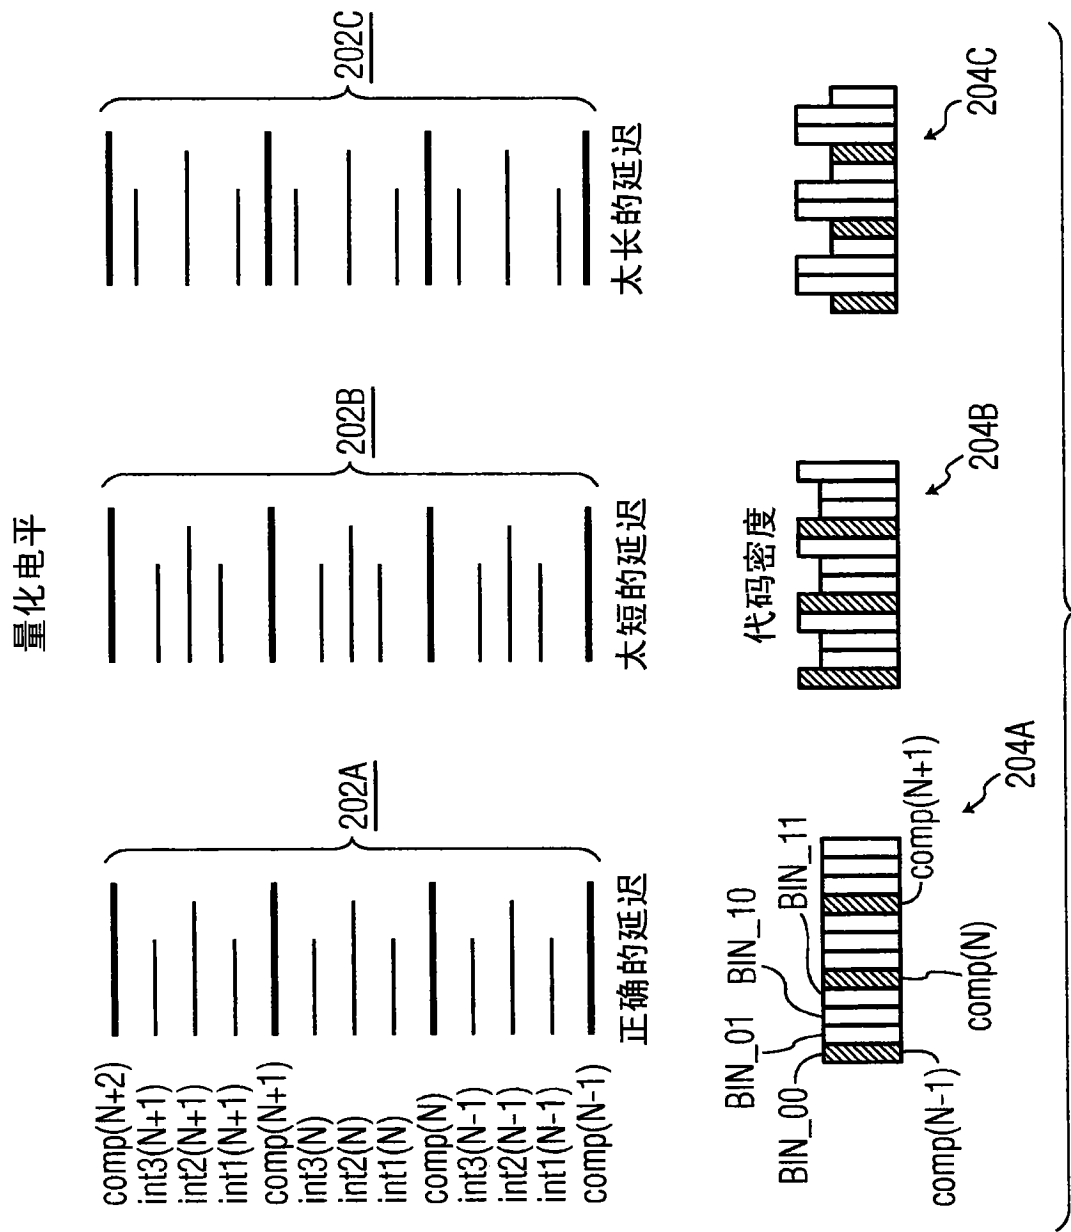 量化电平
comp(N+2)
int3(N+1)
int2(N+1)
int1(N+1)
comp(N+1)
int3(N)
int2(N)
int1(N)
comp(N)
int3(N-1)
int2(N-1)
int1(N-1)
comp(N-1)
202A
正确的延迟
202B
太短的延迟
202C
太长的延迟
代码密度
BIN_00
BIN_01
BIN_10
BIN_11
comp(N-1)
comp(N)
comp(N+1)
204A
204B
204C